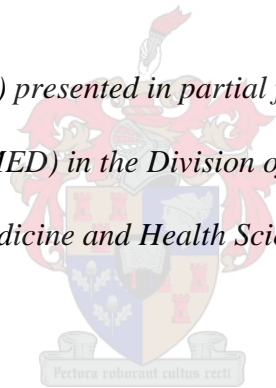 ) presented in partial f
MED) in the Division o
dicine and Health Scie
Pectora roborant cultus recti